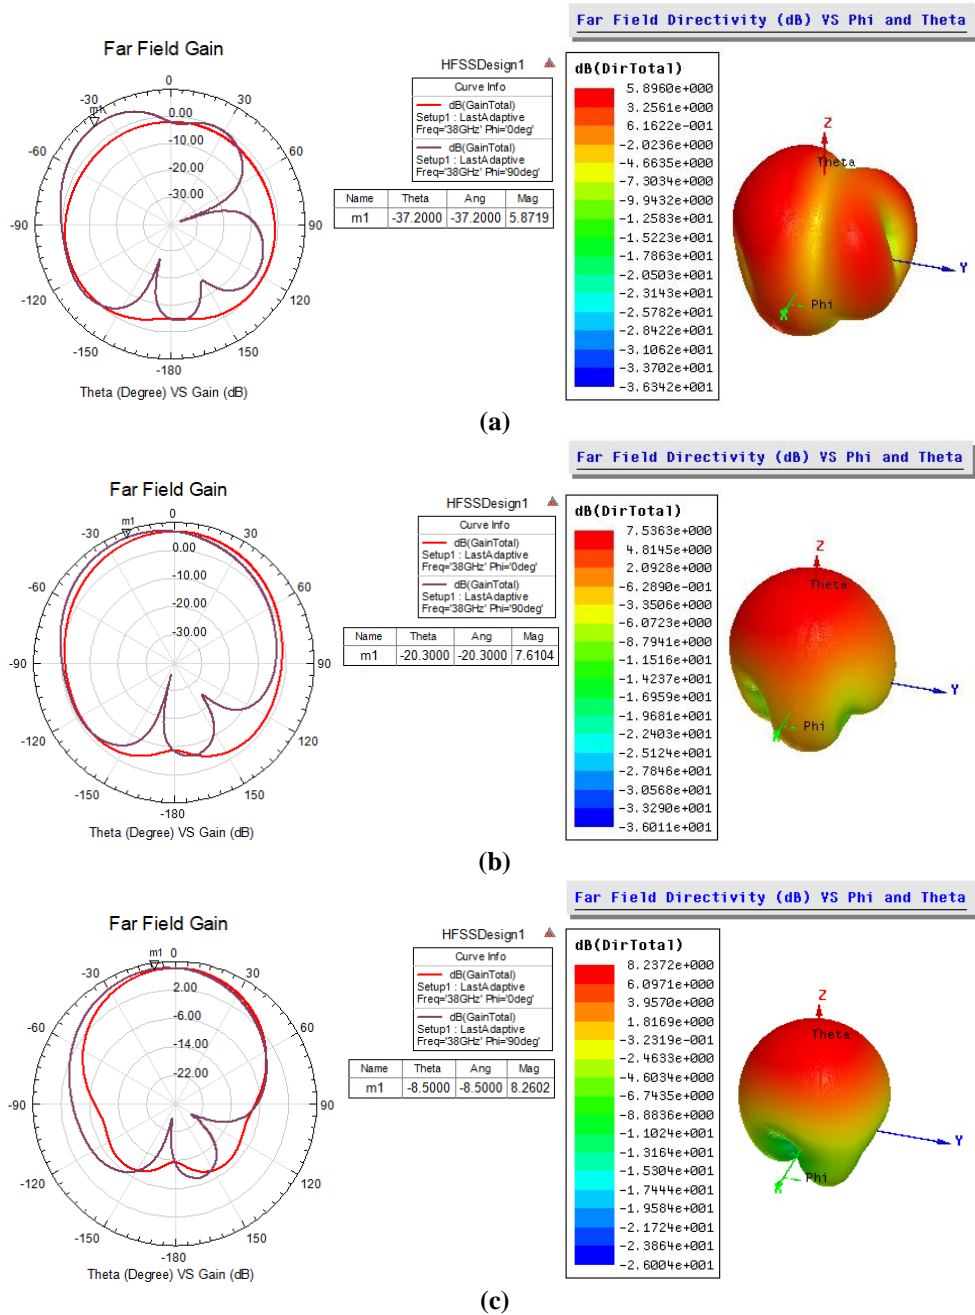 Far Field Directivity (dB) VS Phi and Theta
Far Field Gain
0
-30
30
-60
60
-90
90
-120
120
-150
150
-180
m1
0.00
-10.00
-20.00
-30.00
Theta (Degree) VS Gain (dB)
HFSSDesign1
Curve Info
dB(GainTotal)
Setup1 : LastAdaptive
Freq='38GHz' Phi='0deg'
dB(GainTotal)
Setup1 : LastAdaptive
Freq='38GHz' Phi='90deg'
Name Theta Ang Mag
m1 -37.2000 -37.2000 5.8719
dB(DirTotal)
5.8960e+000
3.2561e+000
6.1622e-001
-2.0236e+000
-4.6635e+000
-7.3034e+000
-9.9432e+000
-1.2583e+001
-1.5223e+001
-1.7863e+001
-2.0503e+001
-2.3143e+001
-2.5782e+001
-2.8422e+001
-3.1062e+001
-3.3702e+001
-3.6342e+001
Z
Theta
Y
Phi
X
(a)
Far Field Directivity (dB) VS Phi and Theta
Far Field Gain
0
-30
30
-60
60
-90
90
-120
120
-150
150
-180
m1
0.00
-10.00
-20.00
-30.00
Theta (Degree) VS Gain (dB)
HFSSDesign1
Curve Info
dB(GainTotal)
Setup1 : LastAdaptive
Freq='38GHz' Phi='0deg'
dB(GainTotal)
Setup1 : LastAdaptive
Freq='38GHz' Phi='90deg'
Name Theta Ang Mag
m1 -20.3000 -20.3000 7.6104
dB(DirTotal)
7.5363e+000
4.8145e+000
2.0928e+000
-6.2890e-001
-3.3506e+000
-6.0723e+000
-8.7941e+000
-1.1516e+001
-1.4237e+001
-1.6959e+001
-1.9681e+001
-2.2403e+001
-2.5124e+001
-2.7846e+001
-3.0568e+001
-3.3290e+001
-3.6011e+001
Z
Theta
Y
Phi
X
(b)
Far Field Directivity (dB) VS Phi and Theta
Far Field Gain
0
-30
30
-60
60
-90
90
-120
120
-150
150
-180
m1
2.00
-6.00
-14.00
-22.00
Theta (Degree) VS Gain (dB)
HFSSDesign1
Curve Info
dB(GainTotal)
Setup1 : LastAdaptive
Freq='38GHz' Phi='0deg'
dB(GainTotal)
Setup1 : LastAdaptive
Freq='38GHz' Phi='90deg'
Name Theta Ang Mag
m1 -8.5000 -8.5000 8.2602
dB(DirTotal)
8.2372e+000
6.0971e+000
3.9570e+000
1.8169e+000
-3.2319e-001
-2.4633e+000
-4.6034e+000
-6.7435e+000
-8.8836e+000
-1.1024e+001
-1.3164e+001
-1.5304e+001
-1.7444e+001
-1.9584e+001
-2.1724e+001
-2.3864e+001
-2.6004e+001
Z
Theta
Y
Phi
X
(c)